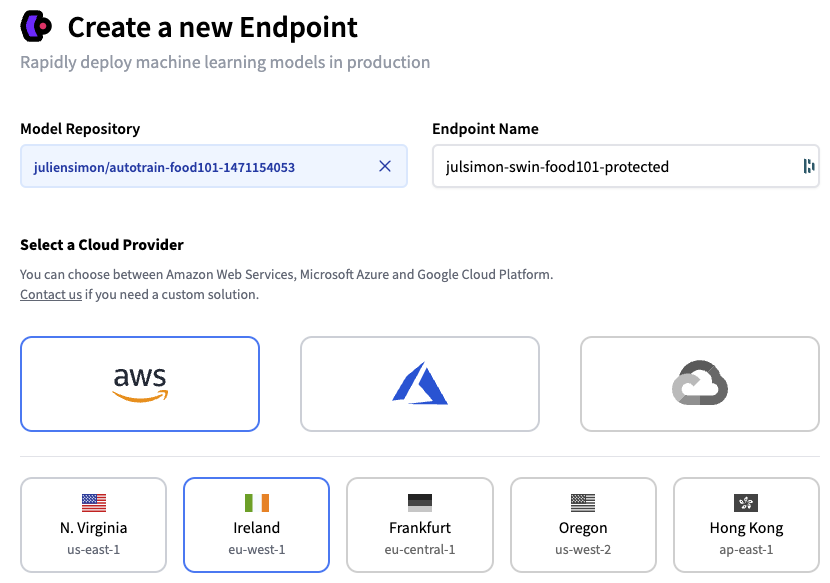 Create a new Endpoint
Rapidly deploy machine learning models in production
Model Repository
Endpoint Name
juliensimon/autotrain-food101-1471154053
julsimon-swin-food101-protected
Select a Cloud Provider
You can choose between Amazon Web Services, Microsoft Azure and Google Cloud Platform.
Contact us if you need a custom solution.
aws
N. Virginia
us-east-1
Ireland
eu-west-1
Frankfurt
eu-central-1
Oregon
us-west-2
Hong Kong
ap-east-1